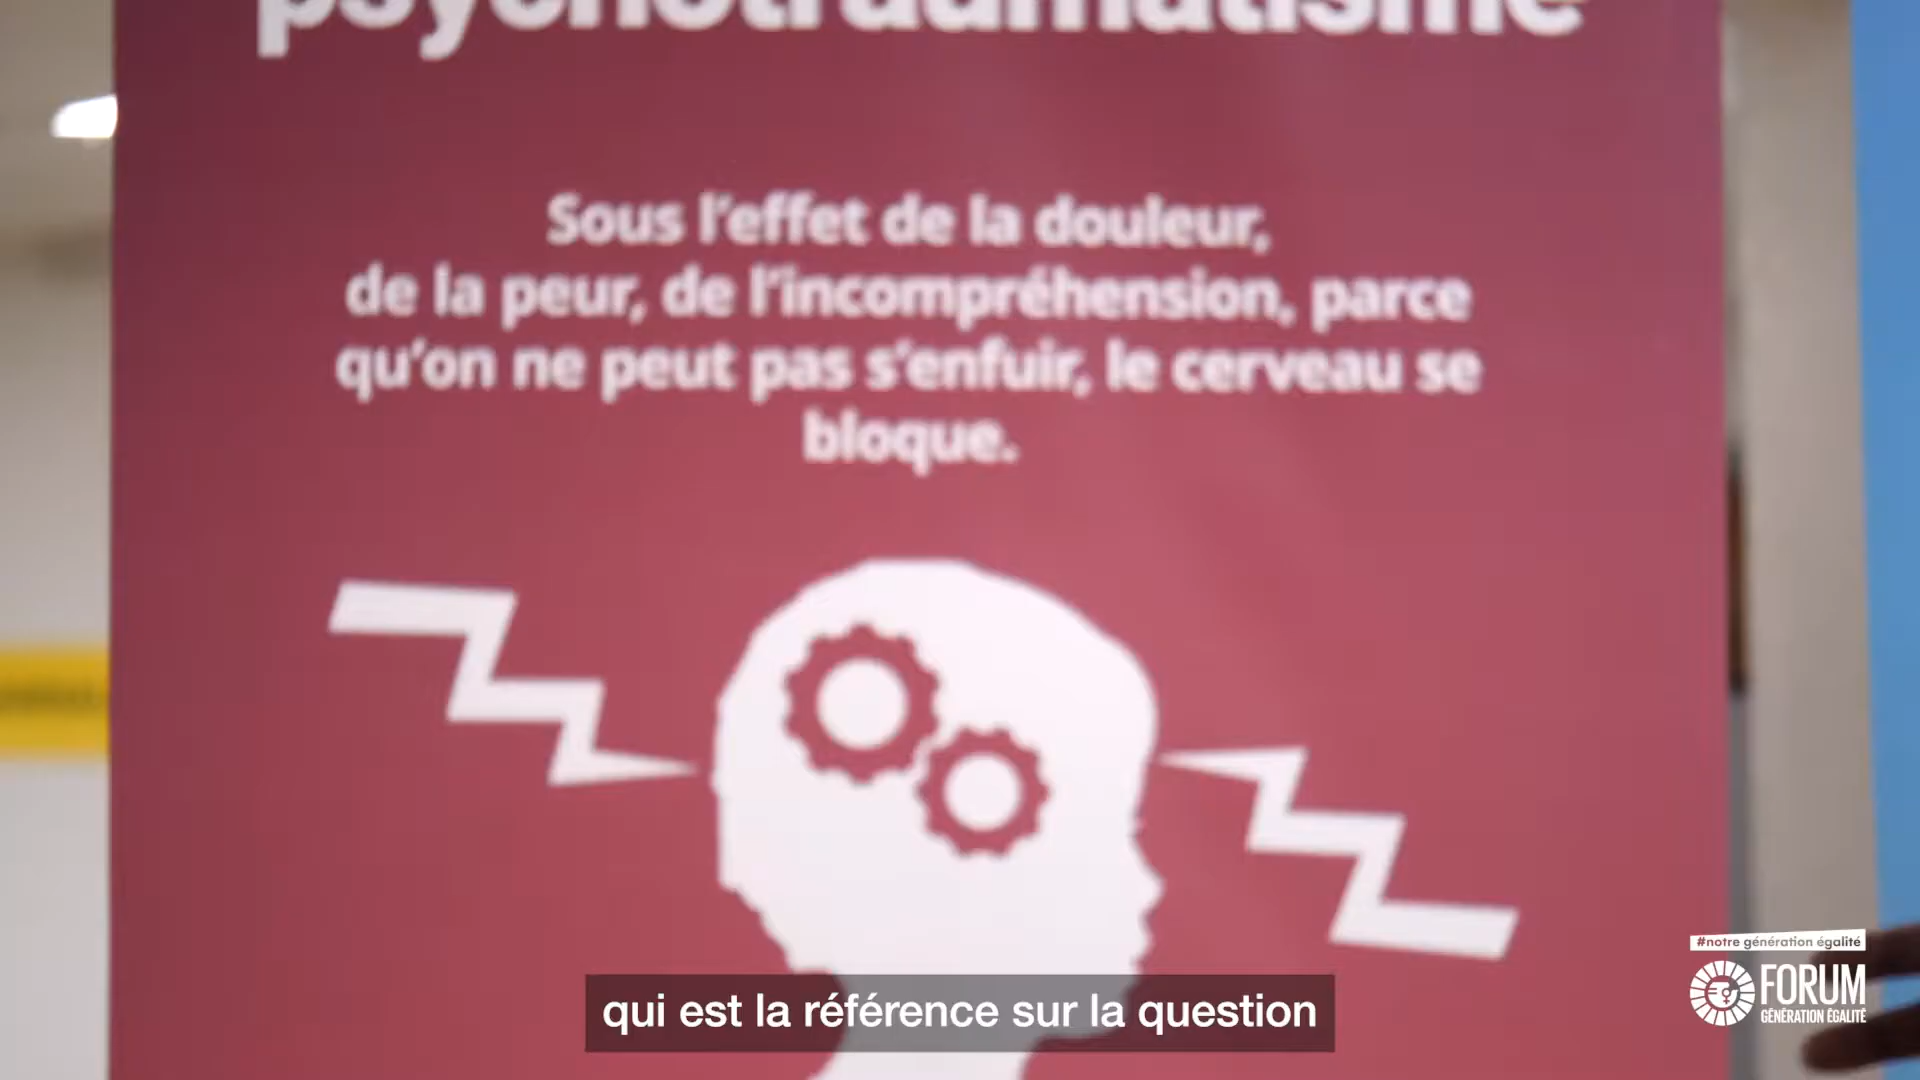 psychotraumatisme
Sous l'effet de la douleur,
de la peur, de l'incompréhension, parce
qu'on ne peut pas s'enfuir, le cerveau se
bloque.
#notre génération égalité
FORUM
GÉNÉRATION ÉGALITÉ
qui est la référence sur la question